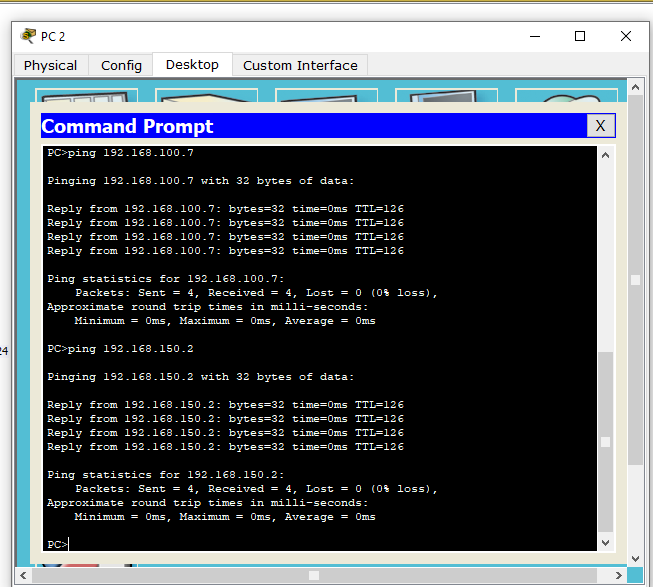 PC 2
Physical Config Desktop Custom Interface
Command Prompt X
PC>ping 192.168.100.7
Pinging 192.168.100.7 with 32 bytes of data:
Reply from 192.168.100.7: bytes=32 time=0ms TTL=126
Reply from 192.168.100.7: bytes=32 time=0ms TTL=126
Reply from 192.168.100.7: bytes=32 time=0ms TTL=126
Reply from 192.168.100.7: bytes=32 time=0ms TTL=126
Ping statistics for 192.168.100.7:
Packets: Sent = 4, Received = 4, Lost = 0 (0% loss),
Approximate round trip times in milli-seconds:
Minimum = 0ms, Maximum = 0ms, Average = 0ms
24
PC>ping 192.168.150.2
Pinging 192.168.150.2 with 32 bytes of data:
Reply from 192.168.150.2: bytes=32 time=0ms TTL=126
Reply from 192.168.150.2: bytes=32 time=0ms TTL=126
Reply from 192.168.150.2: bytes=32 time=0ms TTL=126
Reply from 192.168.150.2: bytes=32 time=0ms TTL=126
Ping statistics for 192.168.150.2:
Packets: Sent = 4, Received = 4, Lost = 0 (0% loss),
Approximate round trip times in milli-seconds:
Minimum = 0ms, Maximum = 0ms, Average = 0ms
PC>